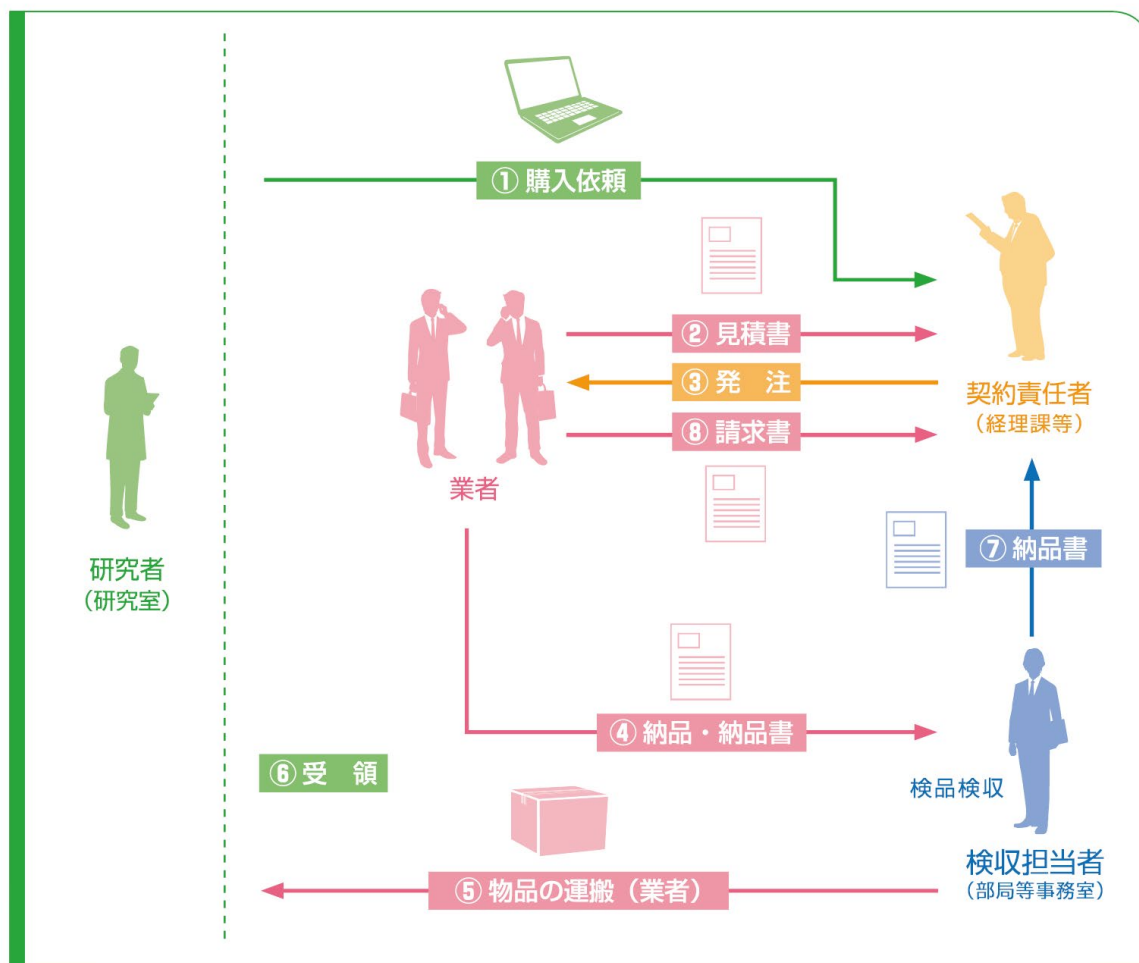 ① 購入依頼
② 見積書
③ 発　注
⑧ 請求書
業者
契約責任者
（経理課等）
⑦ 納品書
研究者
（研究室）
④ 納品・納品書
⑥ 受　領
検品検収
検収担当者
（部局等事務室）
⑤ 物品の運搬（業者）